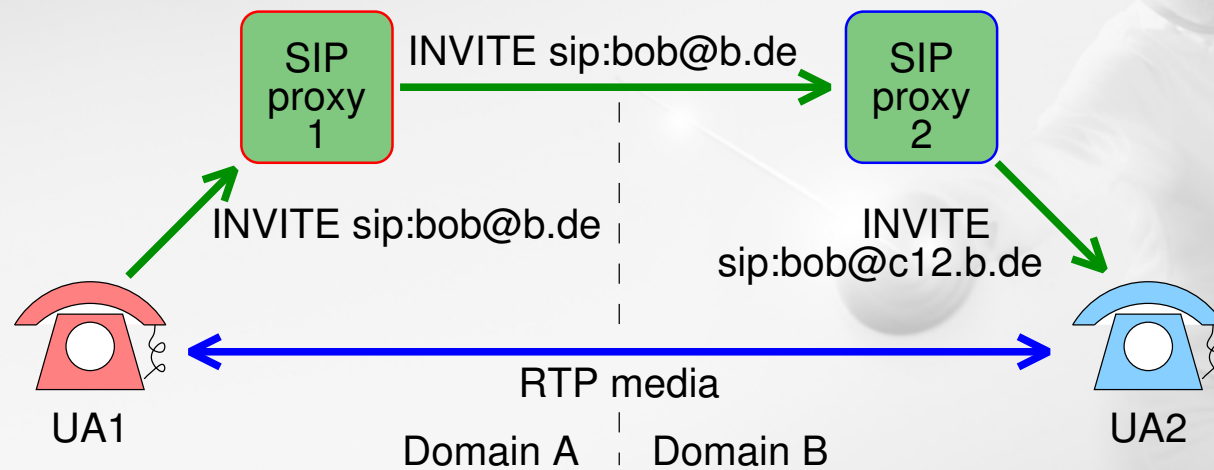 SIP
proxy
1
INVITE sip:bob@b.de
SIP
proxy
2
INVITE sip:bob@b.de
INVITE
sip:bob@c12.b.de
RTP media
UA1
UA2
Domain A
Domain B